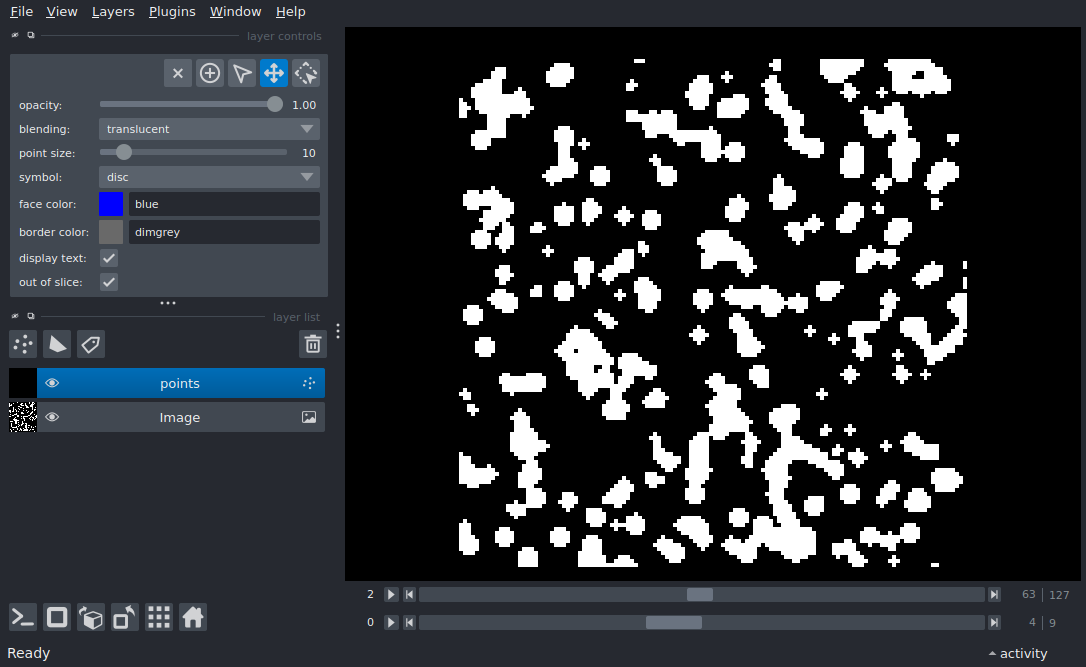 File View Layers Plugins Window Help
layer controls
opacity: 1.00
blending: translucent
point size: 10
symbol: disc
face color: blue
border color: dimgrey
display text:
out of slice:
layer list
points
Image
2 63 127
0 4 9
Ready activity